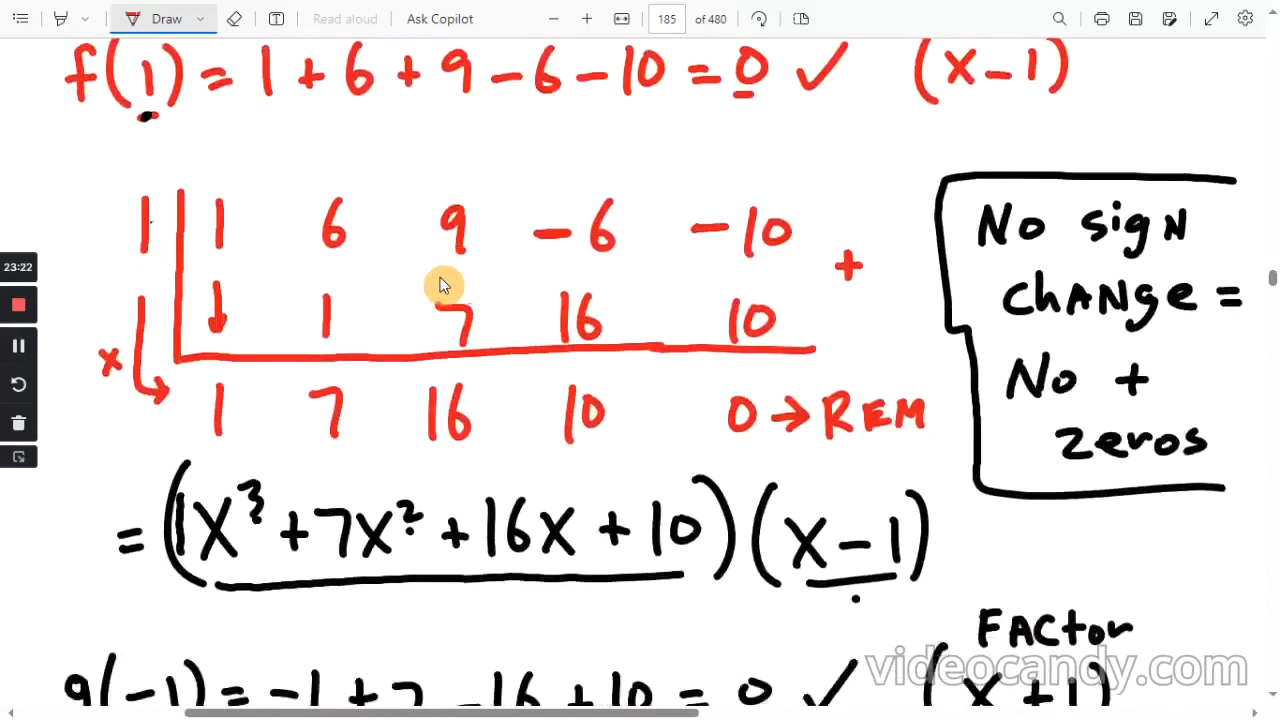 Draw
Read aloud
Ask Copilot
185 of 480
f(1) = 1 + 6 + 9 - 6 - 10 = 0 ✓ (x - 1)
1 | 1 6 9 - 6 - 10 +
1 7 16 10
x
1 7 16 10 0 → REM
No sign
change =
No +
zeros
= (1x³ + 7x² + 16x + 10)(x - 1)
FACtor
g(-1) = -1 + 7 - 16 + 10 = 0 ✓ (x + 1)
23:22
videocandy.com